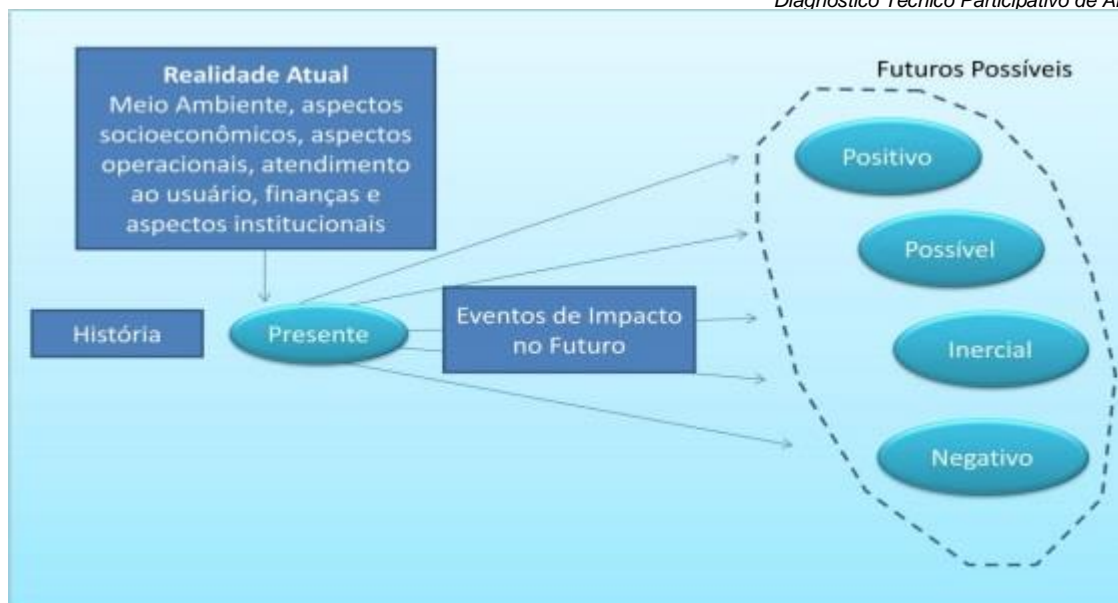 Diagnóstico Técnico Participativo de
Realidade Atual
Meio Ambiente, aspectos
socioeconômicos, aspectos
operacionais, atendimento
ao usuário, finanças e
aspectos institucionais
Futuros Possíveis
Positivo
Possível
História
Presente
Eventos de Impacto
no Futuro
Inercial
Negativo